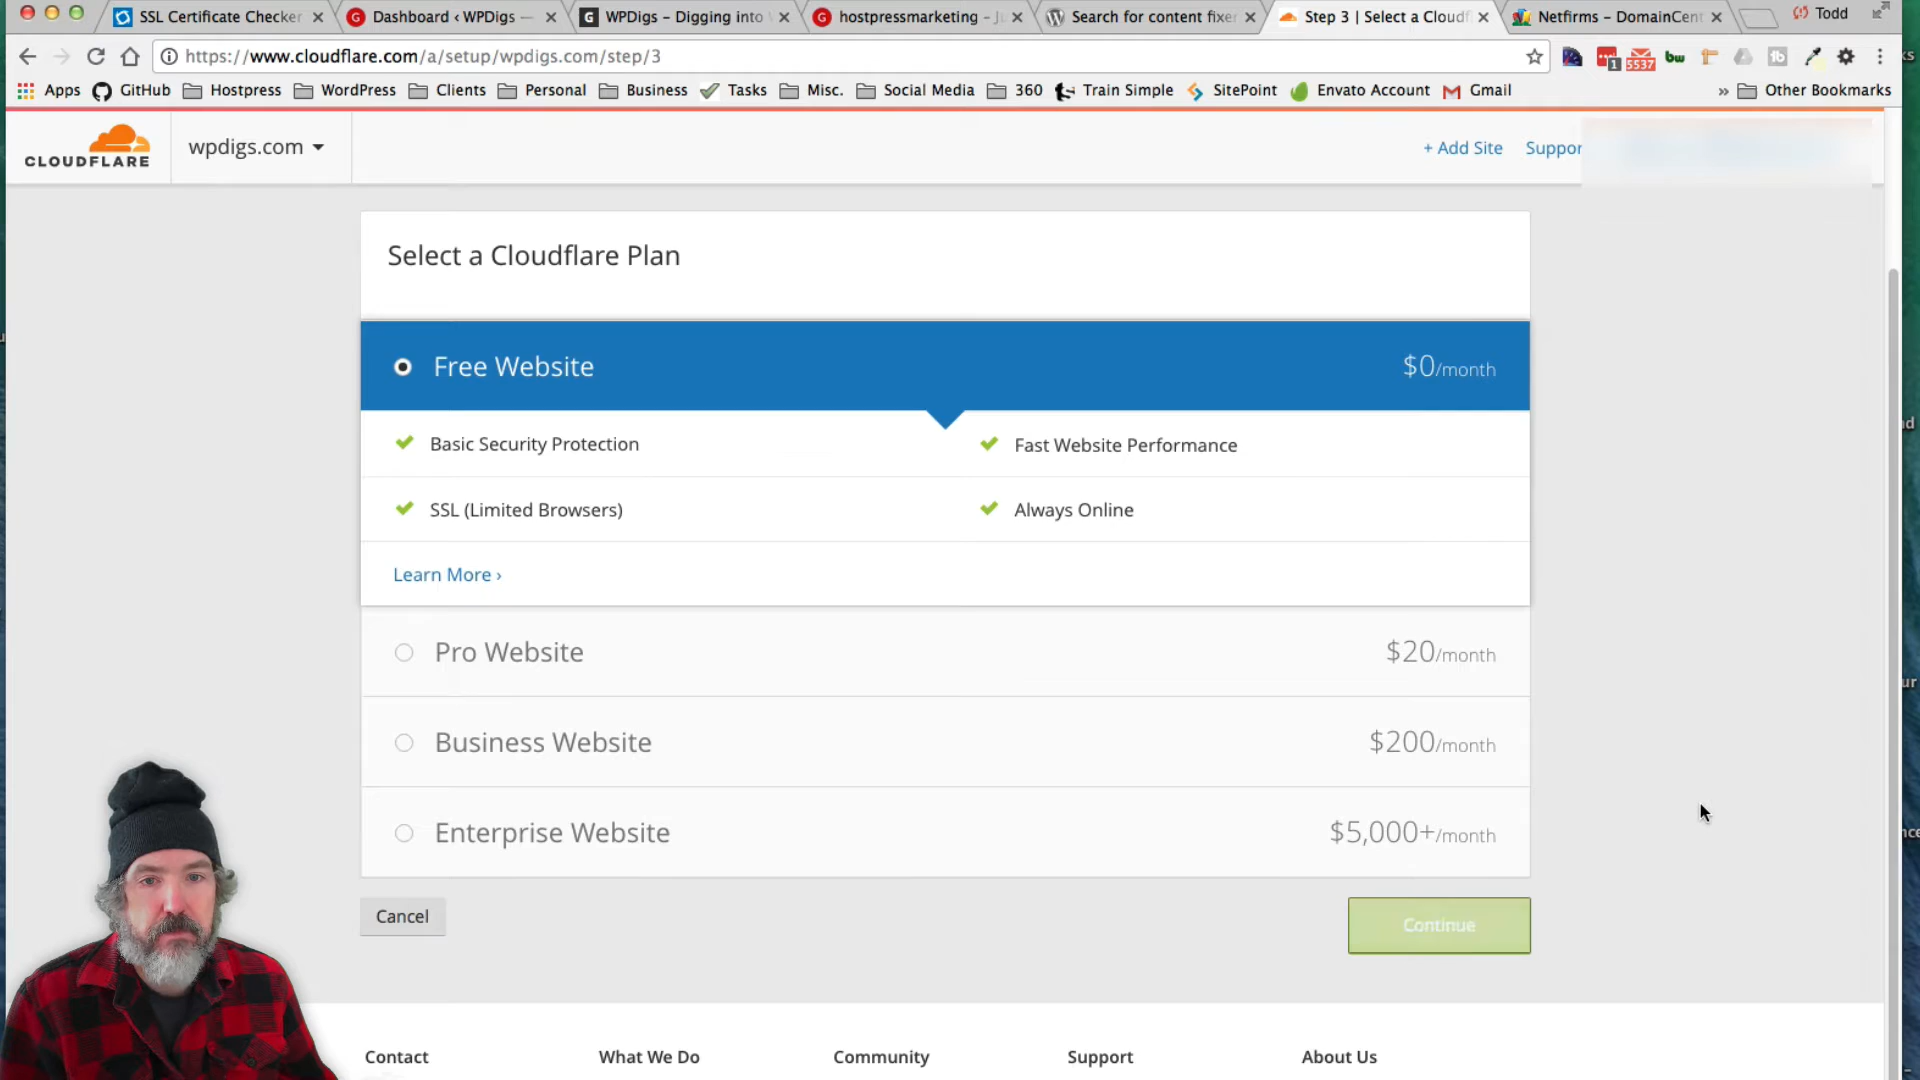 SSL Certificate Checker
Dashboard ‹ WPDigs —
WPDigs – Digging into
hostpressmarketing –
Search for content fixer
Step 3 | Select a Cloudf
Netfirms – DomainCent
Todd
https://www.cloudflare.com/a/setup/wpdigs.com/step/3
1
5537
bw
Apps
GitHub
Hostpress
WordPress
Clients
Personal
Business
Tasks
Misc.
Social Media
360
Train Simple
SitePoint
Envato Account
Gmail
»
Other Bookmarks
CLOUDFLARE
wpdigs.com
+ Add Site
Suppor
Select a Cloudflare Plan
Free Website
$0/month
Basic Security Protection
Fast Website Performance
SSL (Limited Browsers)
Always Online
Learn More ›
Pro Website
$20/month
Business Website
$200/month
Enterprise Website
$5,000+/month
Cancel
Continue
Contact
What We Do
Community
Support
About Us